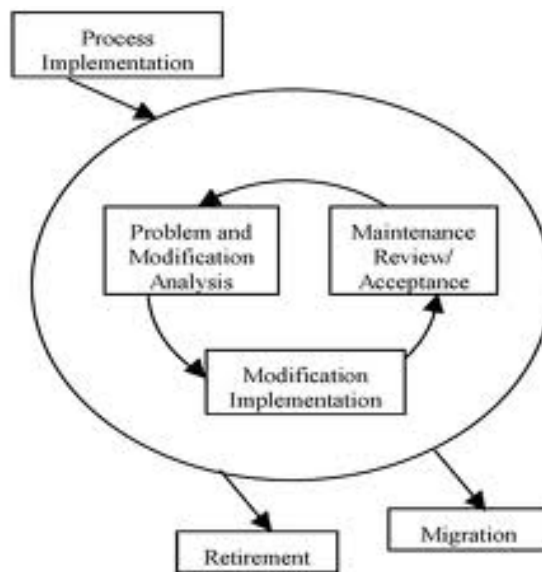 Process
Implementation
Problem and
Modification
Analysis
Maintenance
Review/
Acceptance
Modification
Implementation
Retirement
Migration